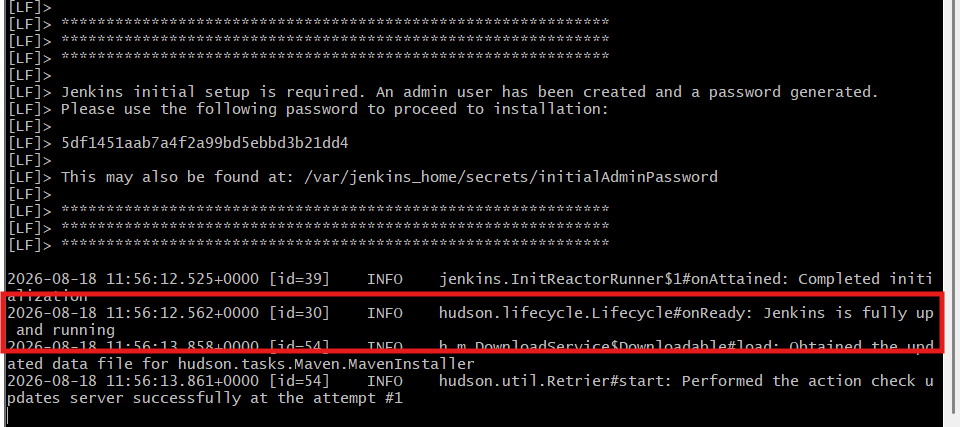 [LF]>
[LF]> *************************************************************
[LF]> *************************************************************
[LF]> *************************************************************
[LF]>
[LF]> Jenkins initial setup is required. An admin user has been created and a password generated.
[LF]> Please use the following password to proceed to installation:
[LF]>
[LF]> 5df1451aab7a4f2a99bd5ebbd3b21dd4
[LF]>
[LF]> This may also be found at: /var/jenkins_home/secrets/initialAdminPassword
[LF]>
[LF]> *************************************************************
[LF]> *************************************************************
[LF]> *************************************************************
2026-08-18 11:56:12.525+0000 [id=39] INFO jenkins.InitReactorRunner$1#onAttained: Completed initi
alization
2026-08-18 11:56:12.562+0000 [id=30] INFO hudson.lifecycle.Lifecycle#onReady: Jenkins is fully up
and running
2026-08-18 11:56:13.858+0000 [id=54] INFO h.m.DownloadService$Downloadable#load: Obtained the upd
ated data file for hudson.tasks.Maven.MavenInstaller
2026-08-18 11:56:13.861+0000 [id=54] INFO hudson.util.Retrier#start: Performed the action check u
pdates server successfully at the attempt #1